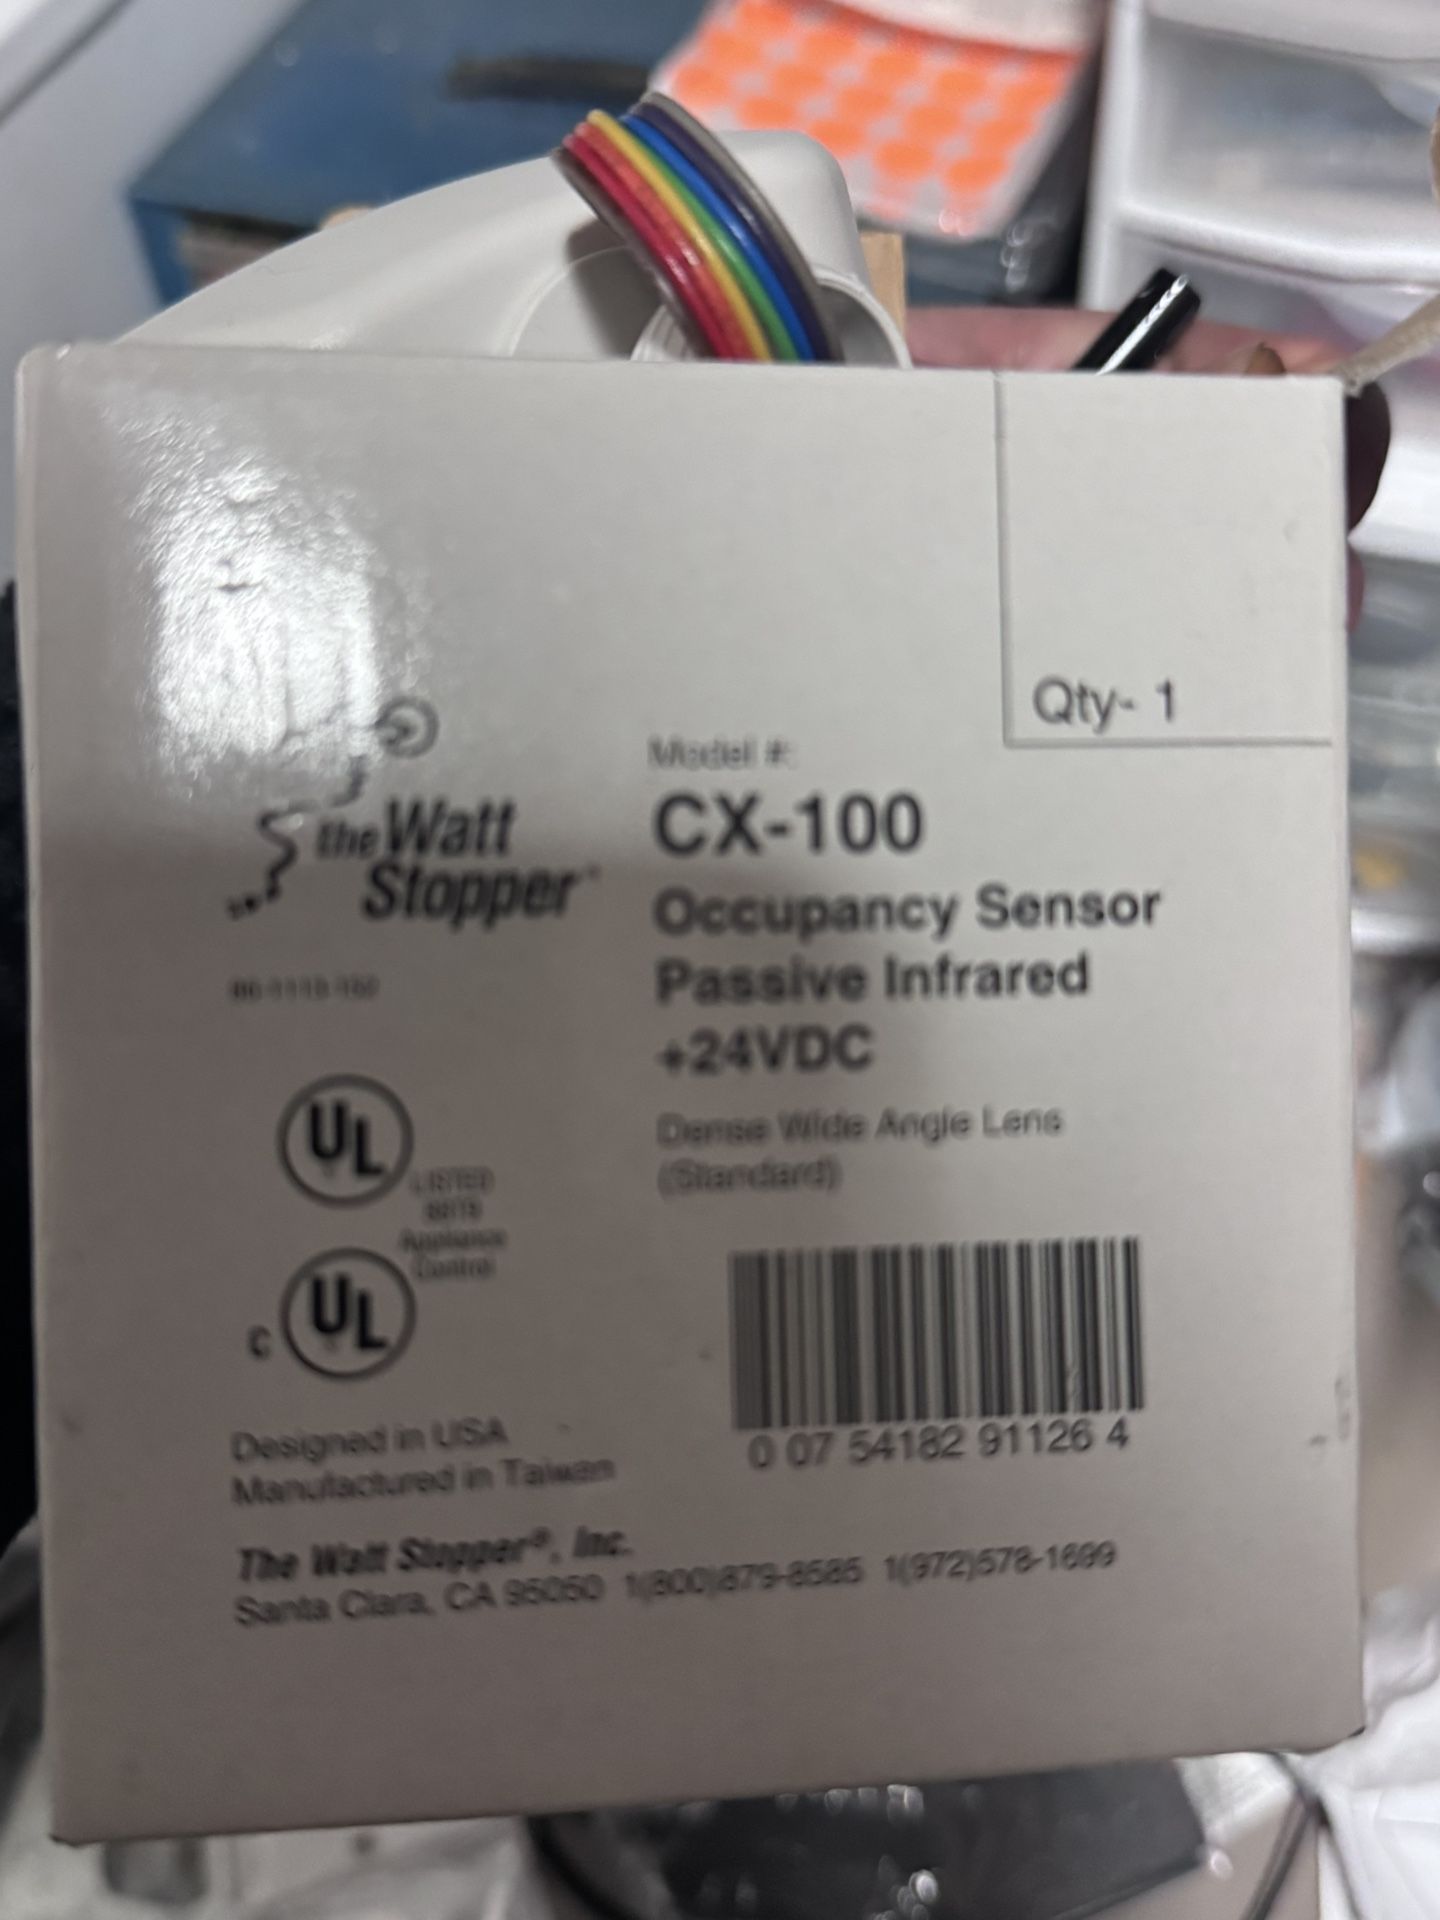 Qty- 1
Model #:
CX-100
Occupancy Sensor
Passive Infrared
+24VDC
Dense Wide Angle Lens
(Standard)
the Watt
Stopper™
UL
LISTED
Appliance
Control
C UL
0 07 54182 91126 4
Designed in USA
Manufactured in Taiwan
The Watt Stopper®, Inc.
Santa Clara, CA 95050 1(800)879-8585 1(972)578-1699